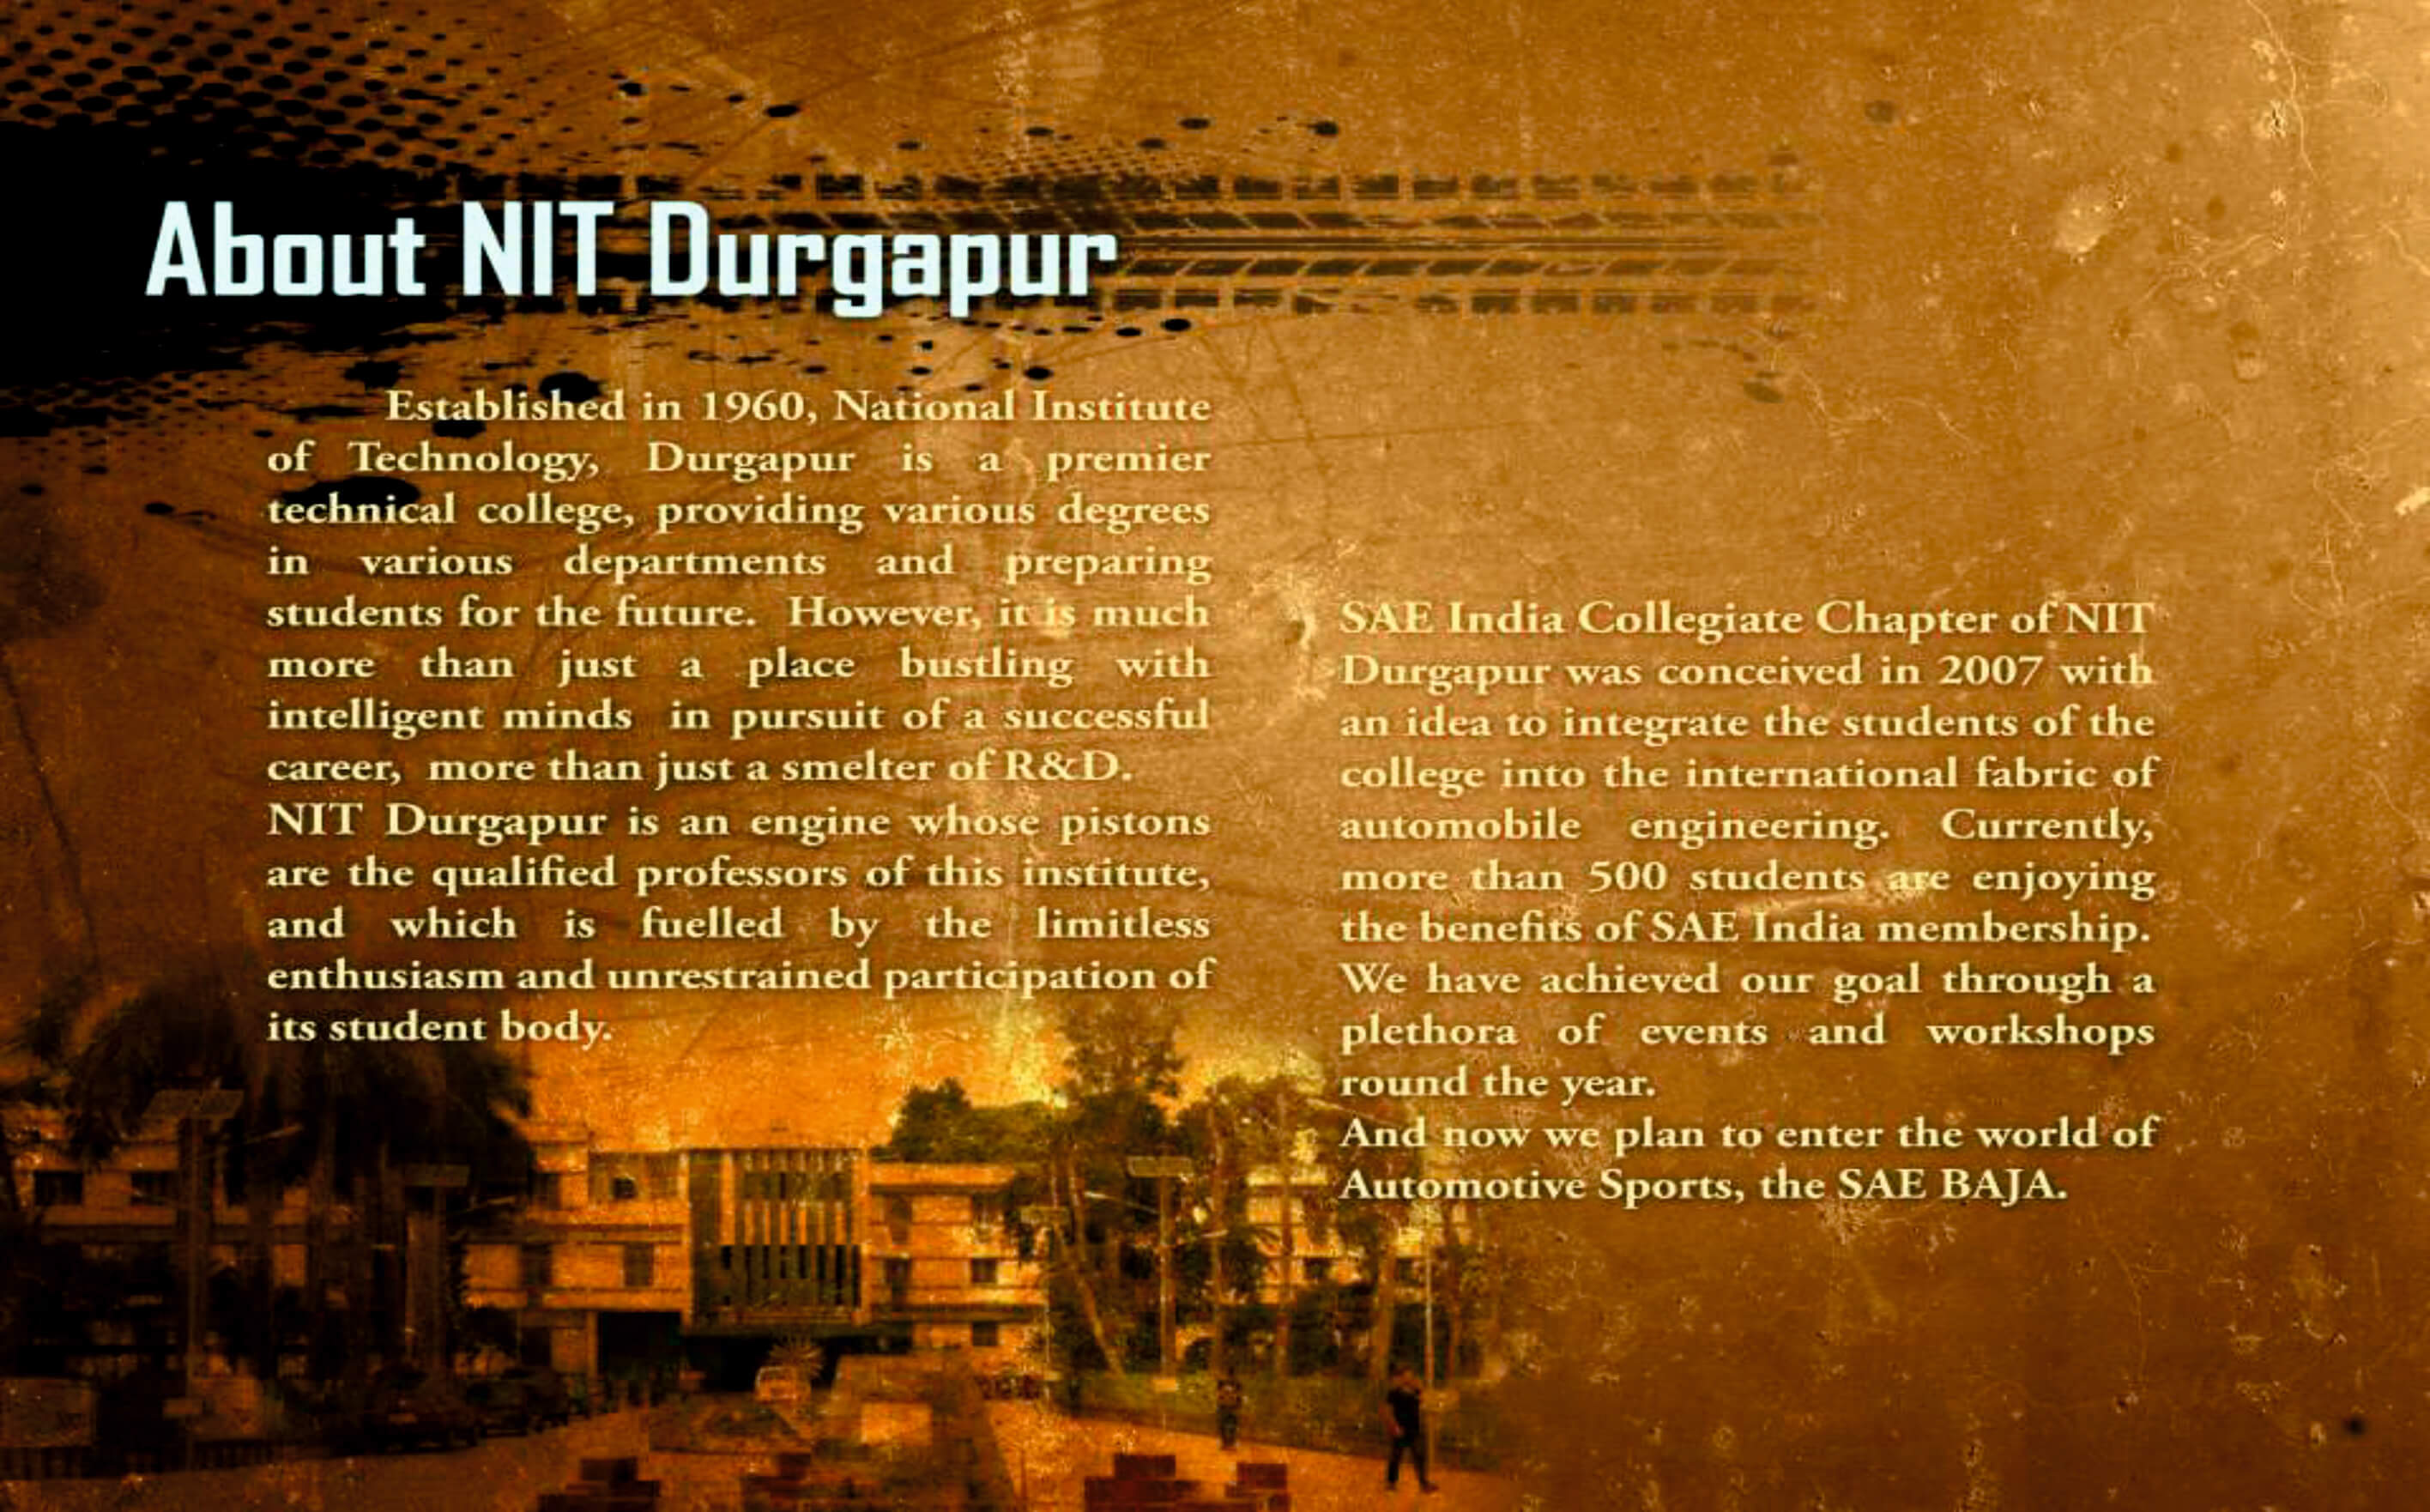 About NIT Durgapur
Established in 1960, National Institute
of Technology, Durgapur is a premier
technical college, providing various degrees
in various departments and preparing
students for the future. However, it is much
more than just a place bustling with
intelligent minds in pursuit of a successful
career, more than just a smelter of R&D.
NIT Durgapur is an engine whose pistons
are the qualified professors of this institute,
and which is fuelled by the limitless
enthusiasm and unrestrained participation of
its student body.
SAE India Collegiate Chapter of NIT
Durgapur was conceived in 2007 with
an idea to integrate the students of the
college into the international fabric of
automobile engineering. Currently,
more than 500 students are enjoying
the benefits of SAE India membership.
We have achieved our goal through a
plethora of events and workshops
round the year.
And now we plan to enter the world of
Automotive Sports, the SAE BAJA.